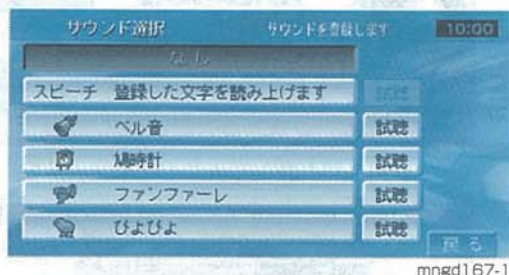 サウンド選択 サウンドを登録します 10:00
なし
スピーチ 登録した文字を読み上げます 試聴
ベル音 試聴
鳩時計 試聴
ファンファーレ 試聴
ぴよぴよ 試聴
戻る
mngd167-1